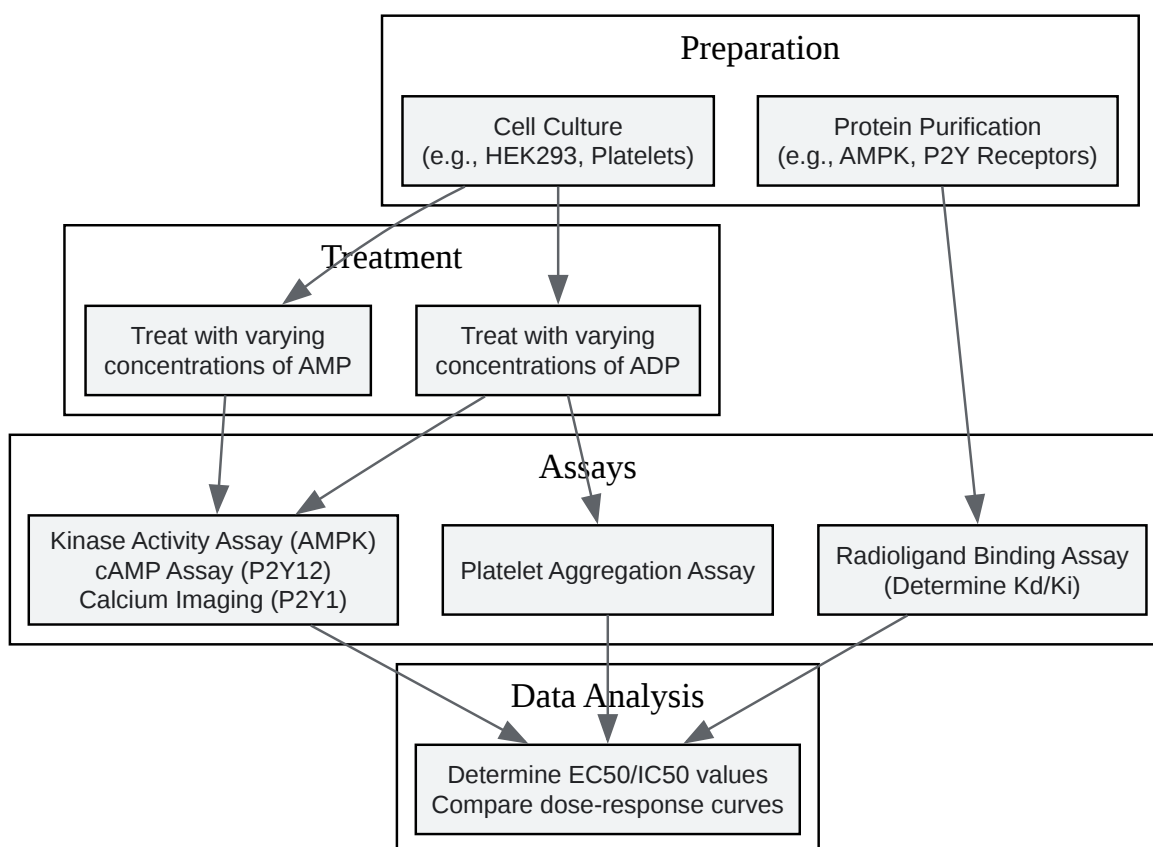 Preparation
Cell Culture
(e.g., HEK293, Platelets)
Protein Purification
(e.g., AMPK, P2Y Receptors)
Treatment
Treat with varying
concentrations of AMP
Treat with varying
concentrations of ADP
Assays
Kinase Activity Assay (AMPK)
cAMP Assay (P2Y12)
Calcium Imaging (P2Y1)
Platelet Aggregation Assay
Radioligand Binding Assay
(Determine Kd/Ki)
Data Analysis
Determine EC50/IC50 values
Compare dose-response curves